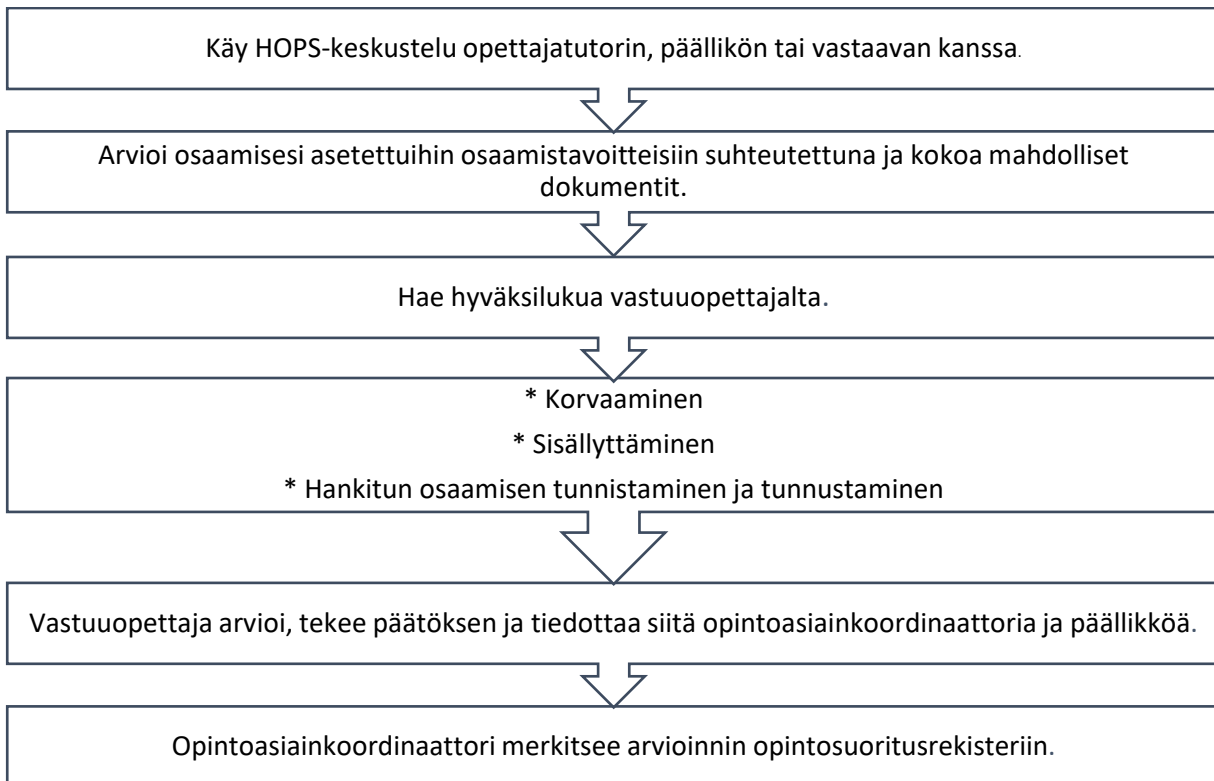 Käy HOPS-keskustelu opettajatutorin, päällikön tai vastaavan kanssa.
Arvioi osaamisesi asetettuihin osaamistavoitteisiin suhteutettuna ja kokoa mahdolliset
dokumentit.
Hae hyväksilukua vastuuopettajalta.
* Korvaaminen
* Sisällyttäminen
* Hankitun osaamisen tunnistaminen ja tunnustaminen
Vastuuopettaja arvioi, tekee päätöksen ja tiedottaa siitä opintoasiainkoordinaattoria ja päällikköä.
Opintoasiainkoordinaattori merkitsee arvioinnin opintosuoritusrekisteriin.